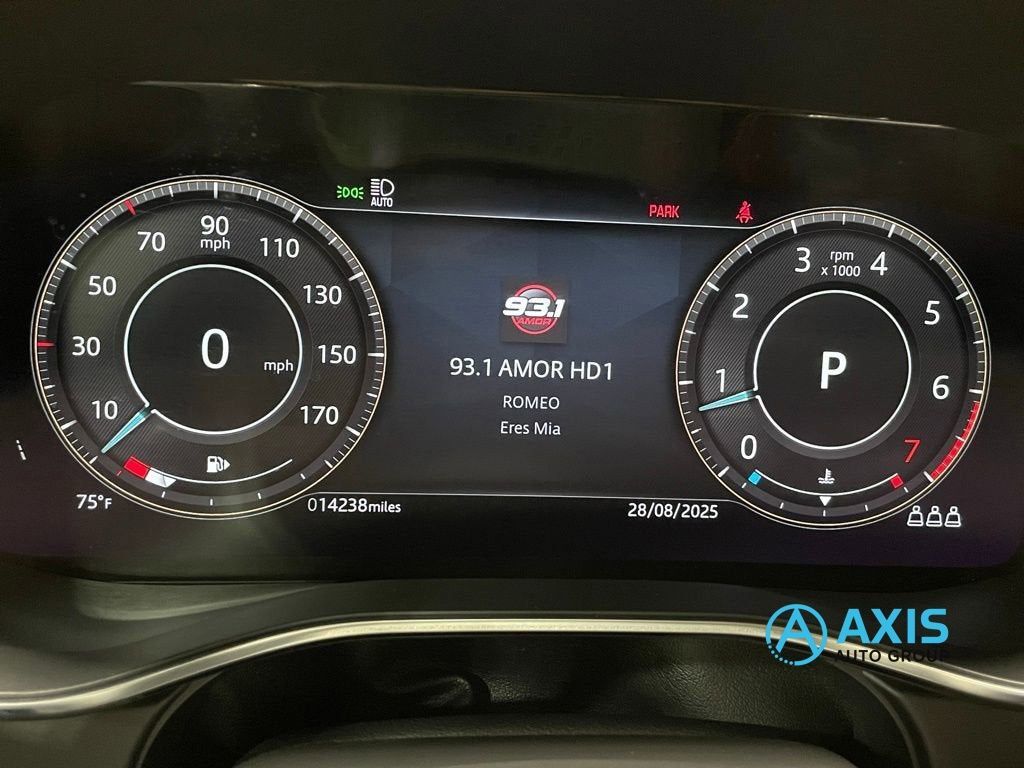 AUTO
PARK
10
30
50
70
90
mph
110
130
150
170
0
mph
93.1
AMOR
93.1 AMOR HD1
ROMEO
Eres Mia
rpm
x 1000
0
1
2
3
4
5
6
7
P
75°F
014238miles
28/08/2025
AXIS
AUTO GROUP